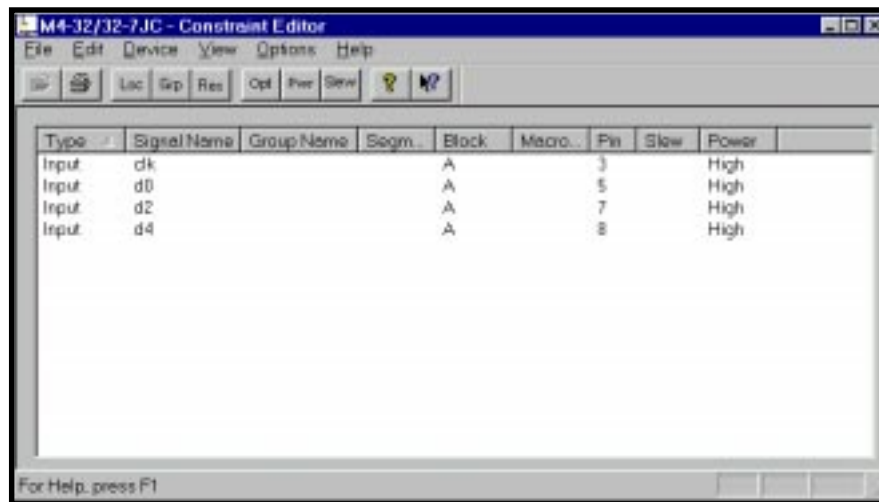 M4-32/32-7JC - Constraint Editor
File Edit Device View Options Help
Loc Grp Res Opt Pwr Slew
Type Signal Name Group Name Segm... Block Macro... Pin Slew Power
Input clk A 3 High
Input d0 A 5 High
Input d2 A 7 High
Input d4 A 8 High
For Help, press F1